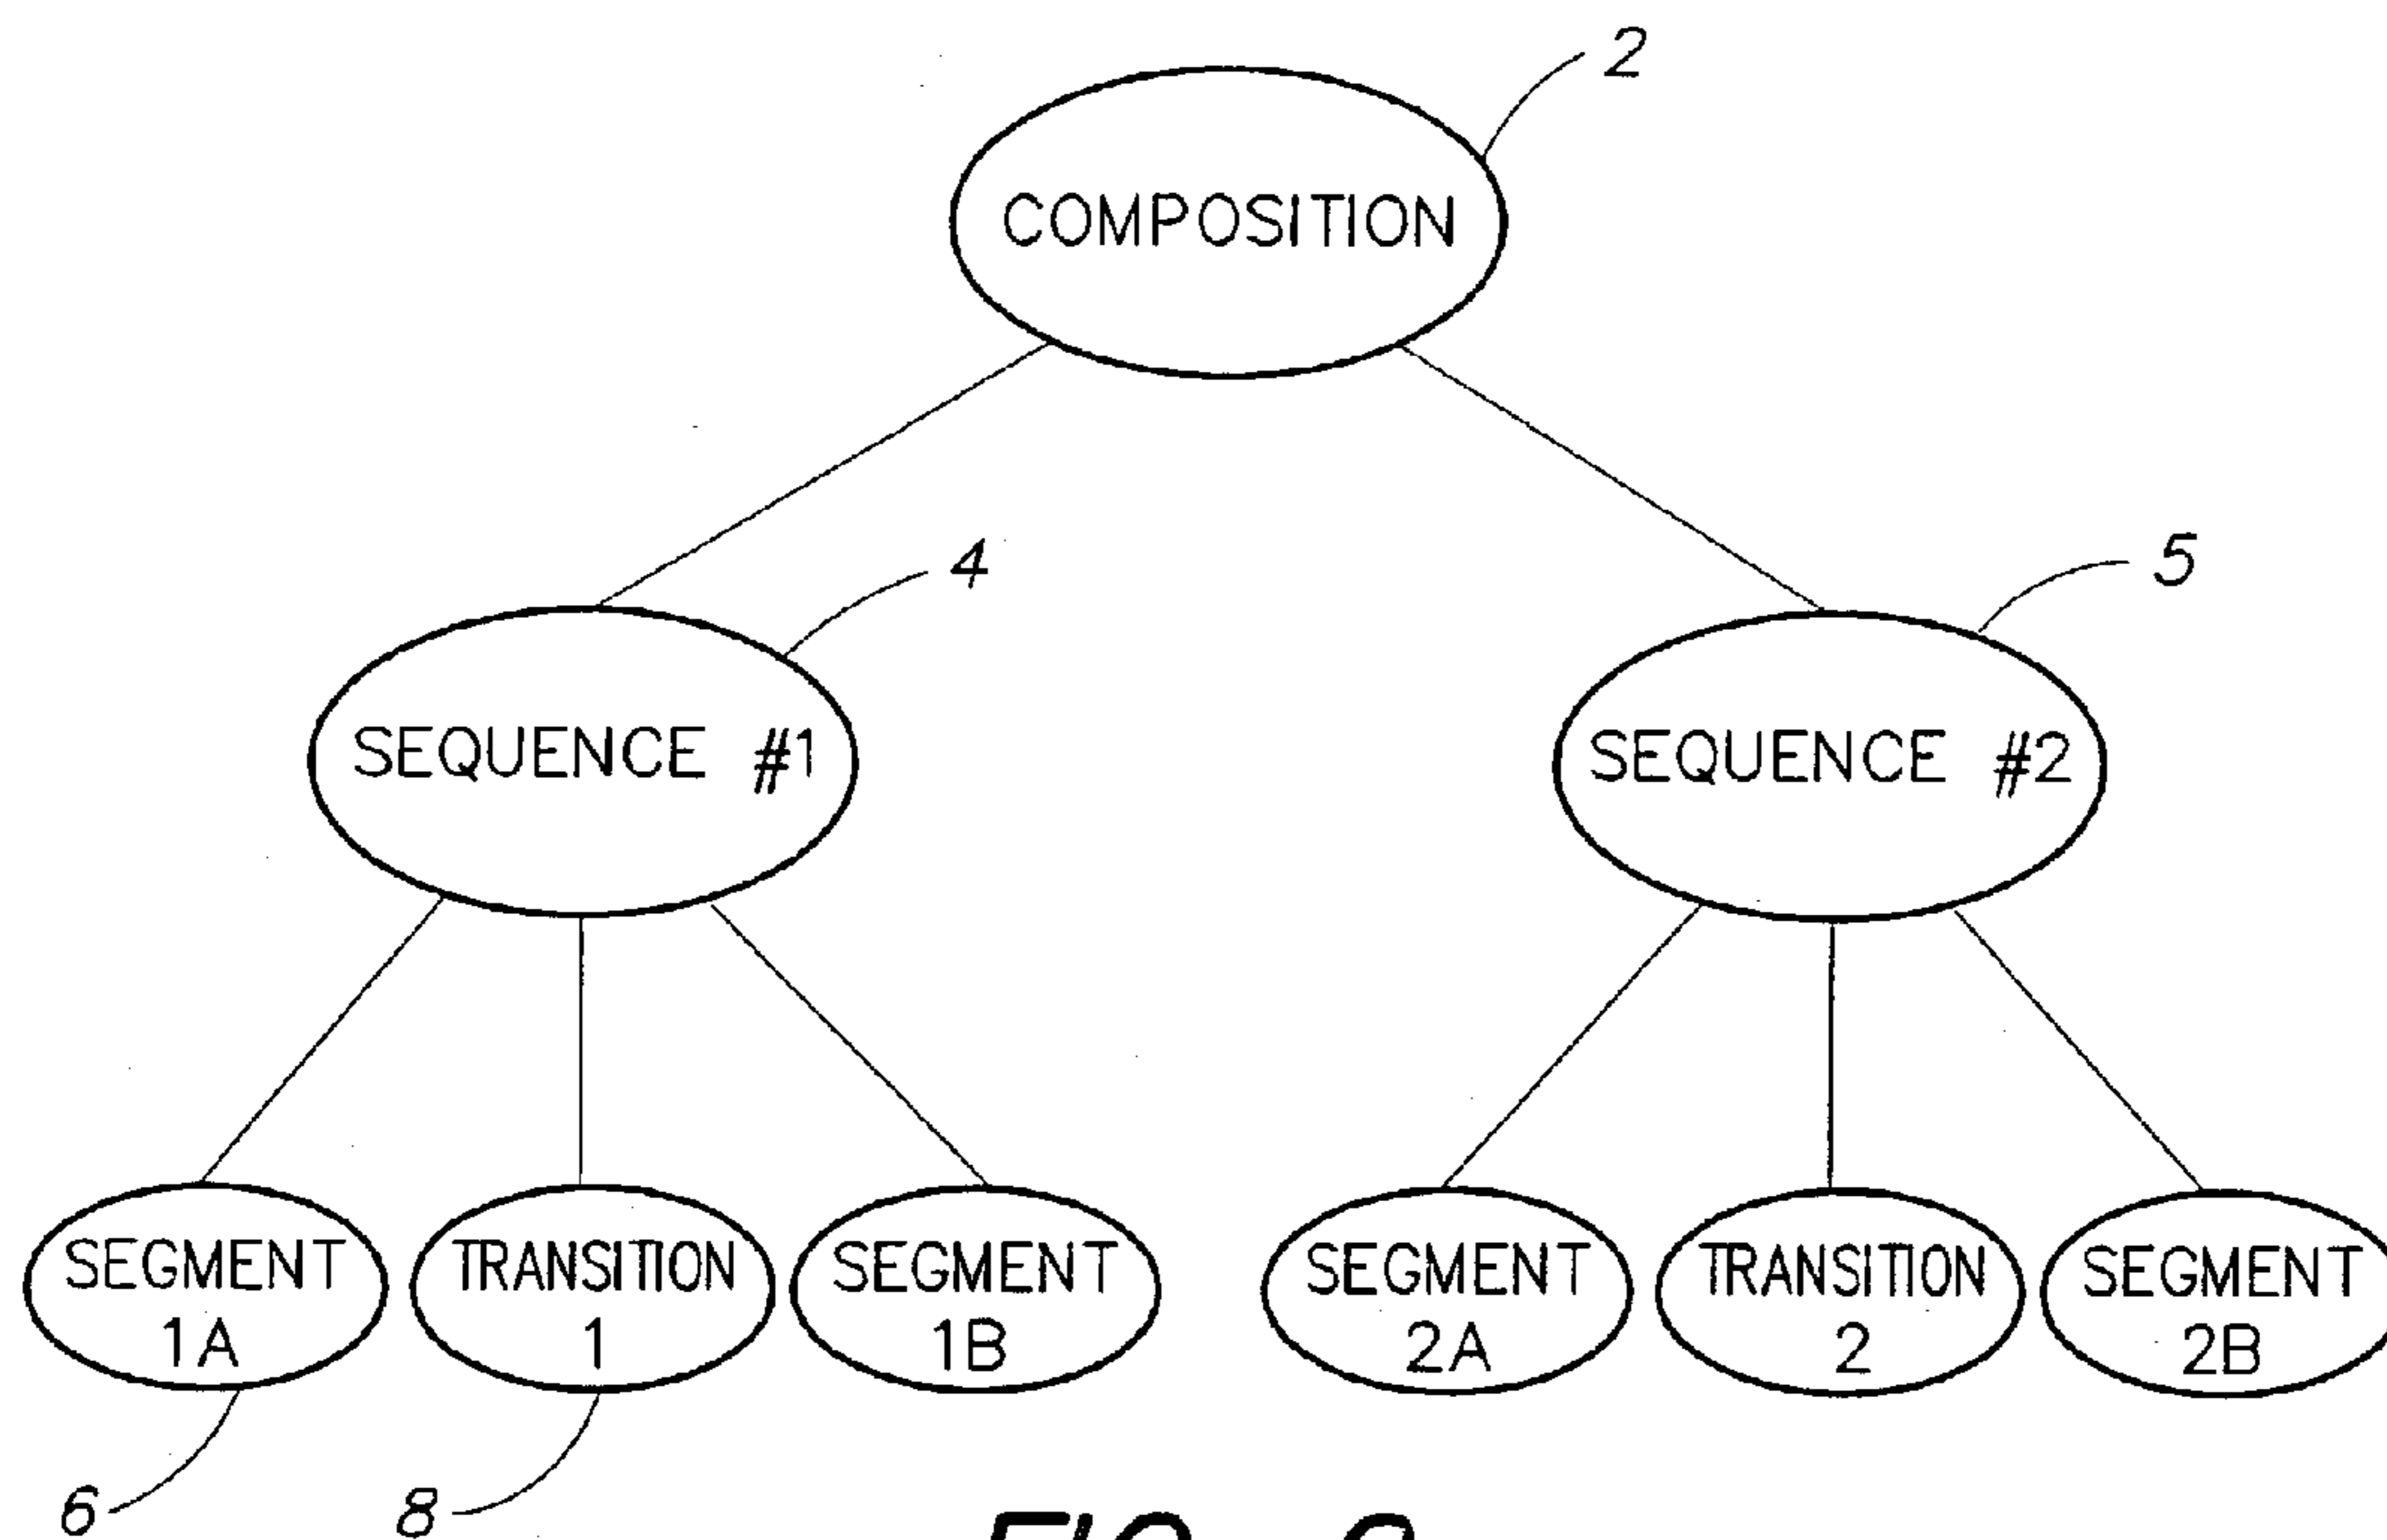 2
COMPOSITION
4
5
SEQUENCE #1
SEQUENCE #2
SEGMENT
1A
TRANSITION
1
SEGMENT
1B
SEGMENT
2A
TRANSITION
2
SEGMENT
2B
6
8